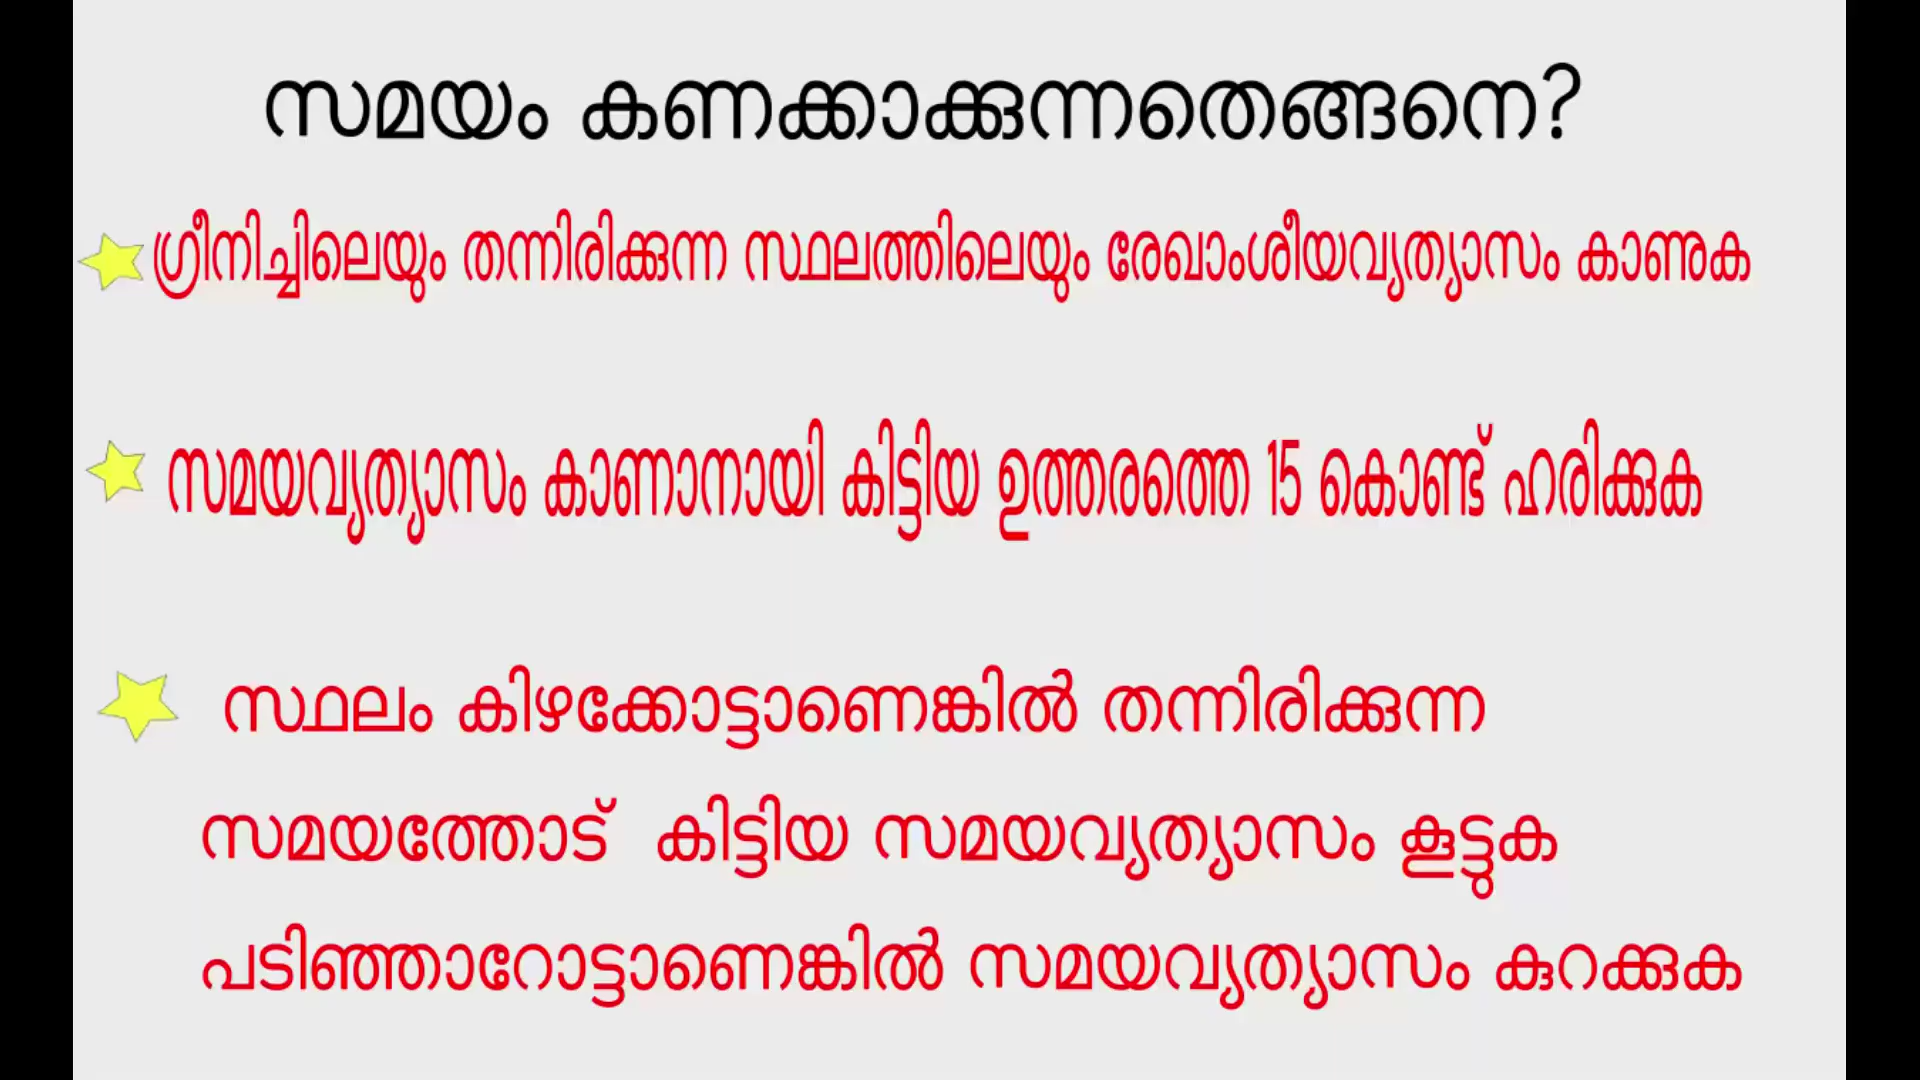 സമയം കണക്കാക്കുന്നതെങ്ങനെ?
ഗ്രീനിച്ചിലെയും തന്നിരിക്കുന്ന സ്ഥലത്തിലെയും രേഖാംശീയവ്യത്യാസം കാണുക
സമയവ്യത്യാസം കാണാനായി കിട്ടിയ ഉത്തരത്തെ 15 കൊണ്ട് ഹരിക്കുക
സ്ഥലം കിഴക്കോട്ടാണെങ്കിൽ തന്നിരിക്കുന്ന
സമയത്തോട് കിട്ടിയ സമയവ്യത്യാസം കൂട്ടുക
പടിഞ്ഞാറോട്ടാണെങ്കിൽ സമയവ്യത്യാസം കുറക്കുക